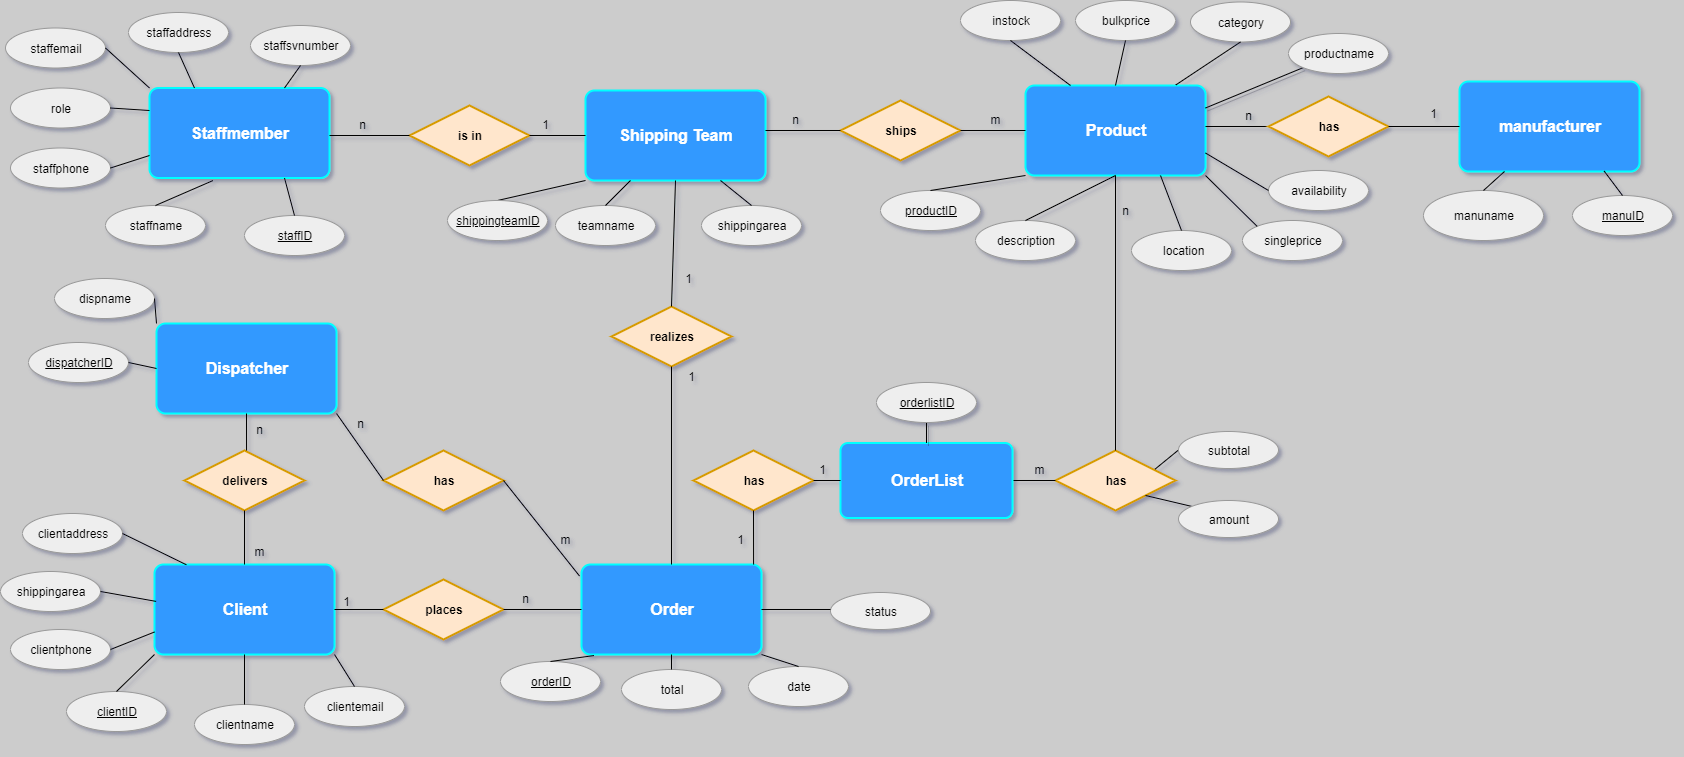 instock
bulkprice
category
staffaddress
staffemail
staffsvnumber
productname
role
Staffmember
n
is in
1
Shipping Team
n
ships
m
Product
n
has
1
manufacturer
staffphone
staffname
staffID
shippingteamID
teamname
shippingarea
productID
description
n
location
singleprice
availability
manuname
manuID
dispname
1
realizes
1
dispatcherID
Dispatcher
n
n
orderlistID
delivers
has
has
1
OrderList
m
has
subtotal
amount
m
m
1
clientaddress
shippingarea
Client
1
places
n
Order
status
clientphone
clientID
clientname
clientemail
orderID
total
date